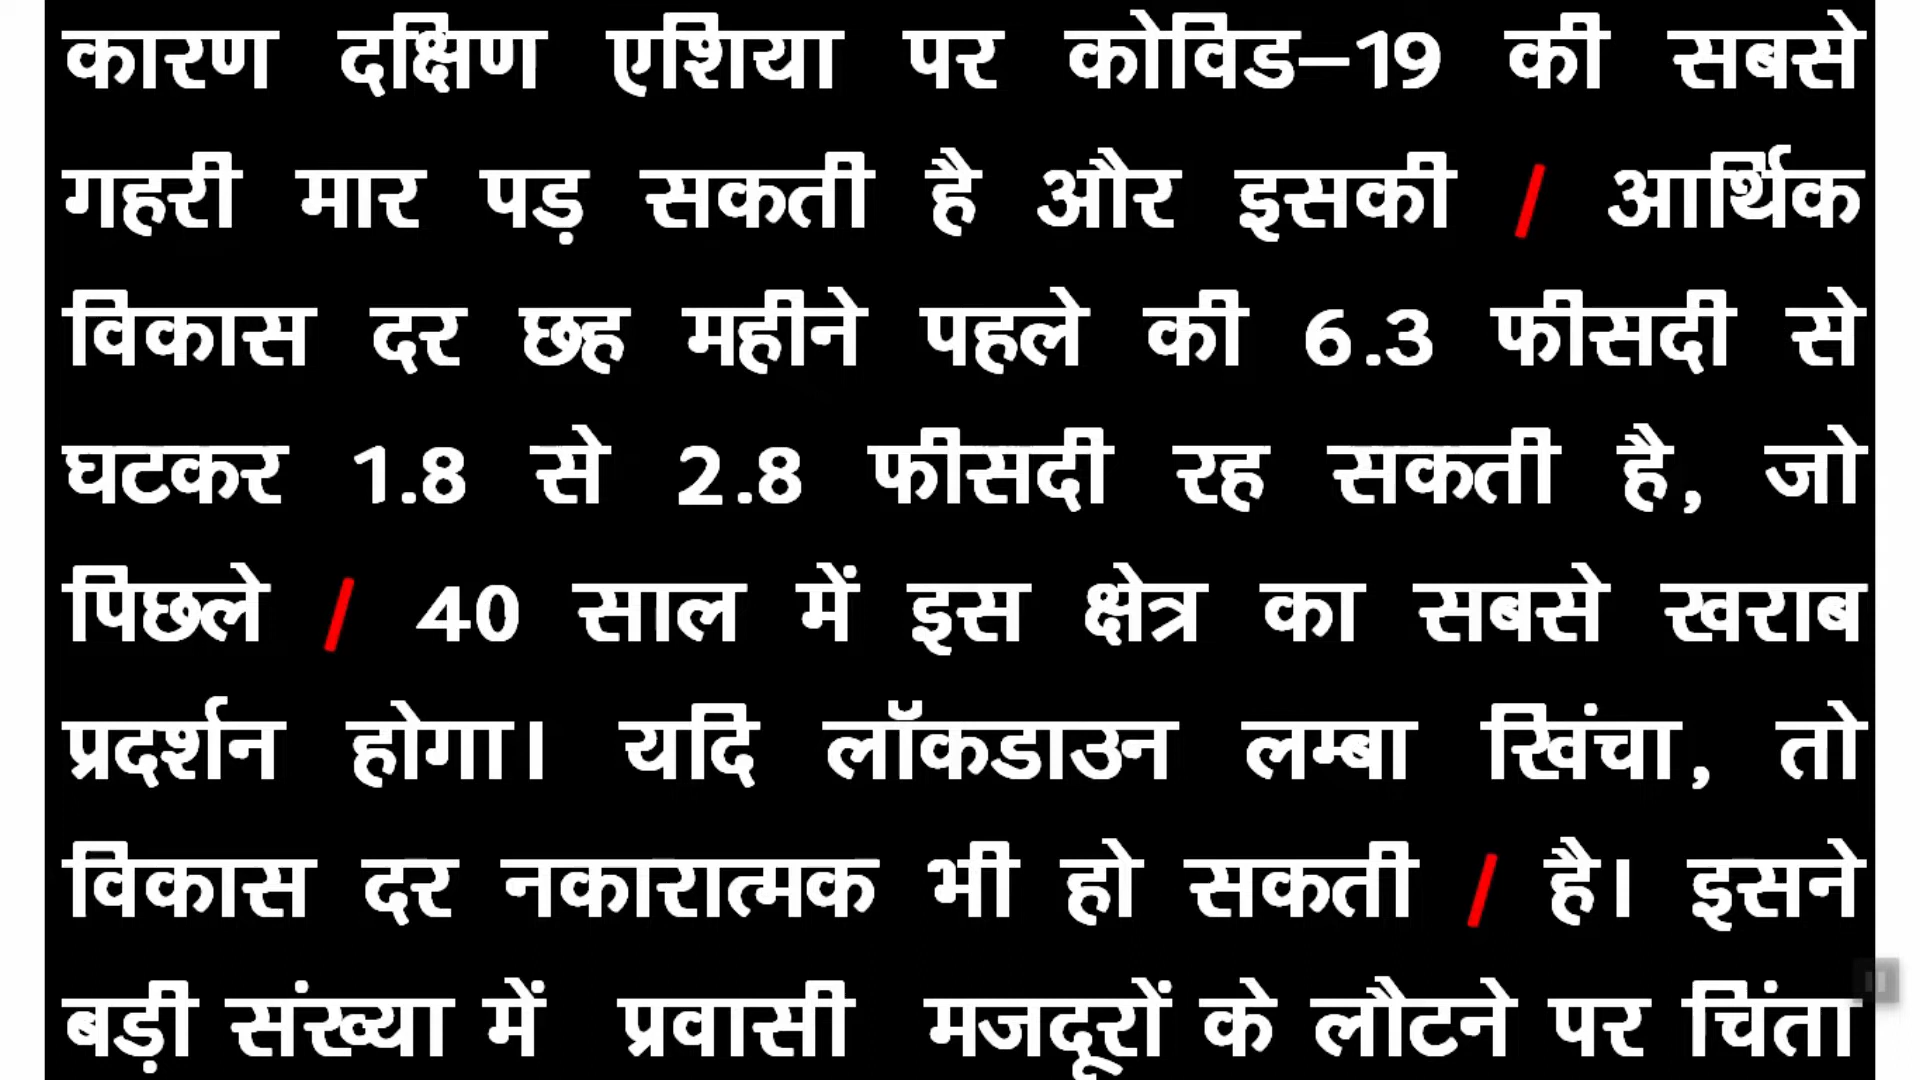 कारण दक्षिण एशिया पर कोविड–19 की सबसे
गहरी मार पड़ सकती है और इसकी / आर्थिक
विकास दर छह महीने पहले की 6.3 फीसदी से
घटकर 1.8 से 2.8 फीसदी रह सकती है, जो
पिछले / 40 साल में इस क्षेत्र का सबसे खराब
प्रदर्शन होगा। यदि लॉकडाउन लम्बा खिंचा, तो
विकास दर नकारात्मक भी हो सकती / है। इसने
बड़ी संख्या में प्रवासी मजदूरों के लौटने पर चिंता